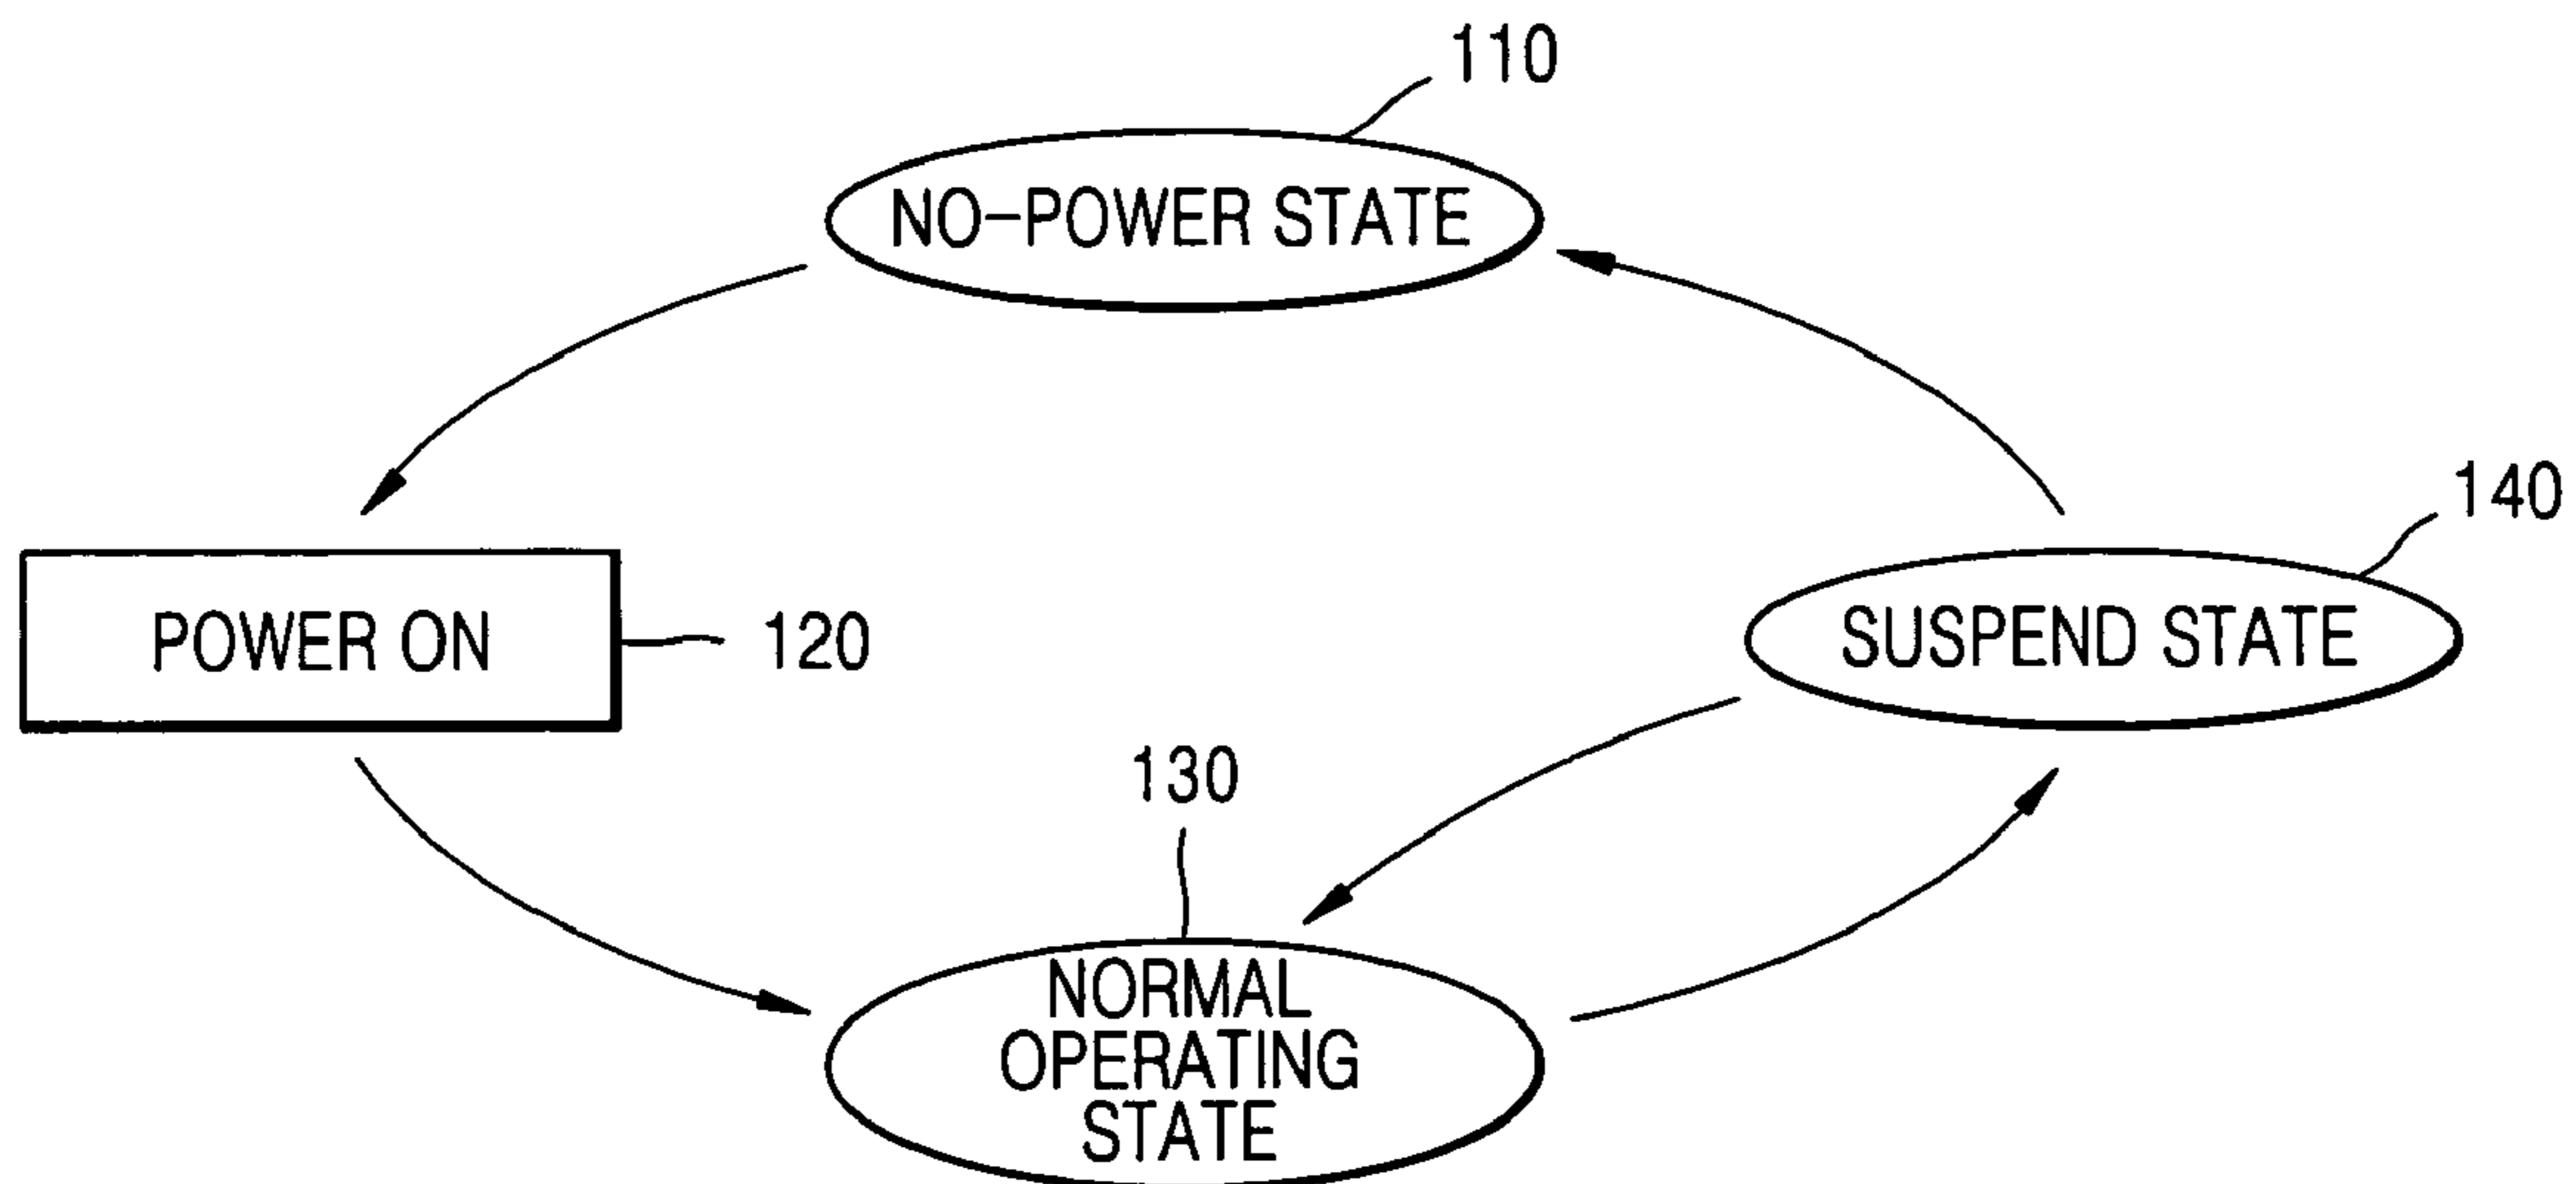 110
NO-POWER STATE
140
POWER ON
120
SUSPEND STATE
130
NORMAL
OPERATING
STATE